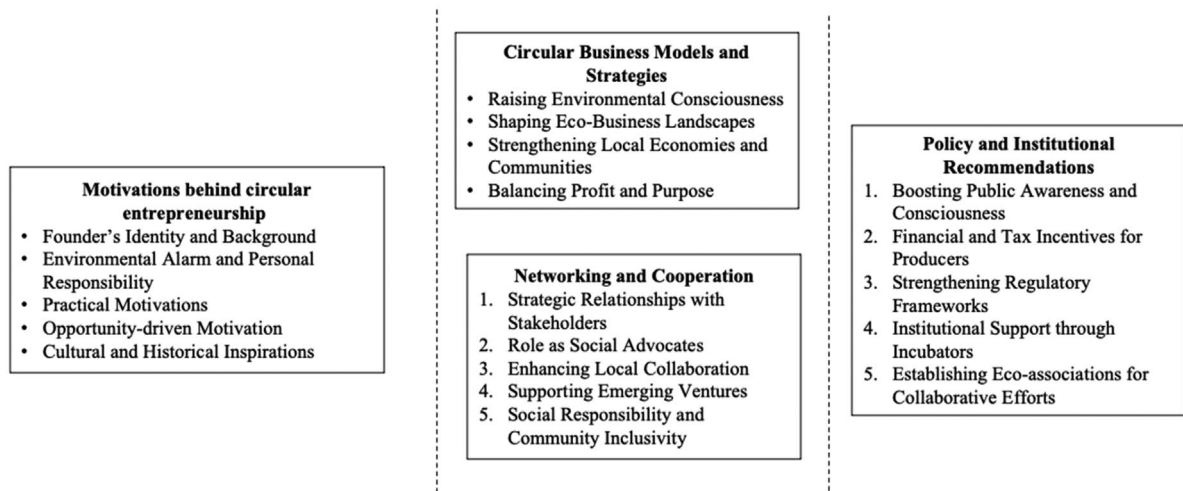 Motivations behind circular
entrepreneurship
• Founder's Identity and Background
• Environmental Alarm and Personal
Responsibility
• Practical Motivations
• Opportunity-driven Motivation
• Cultural and Historical Inspirations
Circular Business Models and
Strategies
• Raising Environmental Consciousness
• Shaping Eco-Business Landscapes
• Strengthening Local Economies and
Communities
• Balancing Profit and Purpose
Networking and Cooperation
1. Strategic Relationships with
Stakeholders
2. Role as Social Advocates
3. Enhancing Local Collaboration
4. Supporting Emerging Ventures
5. Social Responsibility and
Community Inclusivity
Policy and Institutional
Recommendations
1. Boosting Public Awareness and
Consciousness
2. Financial and Tax Incentives for
Producers
3. Strengthening Regulatory
Frameworks
4. Institutional Support through
Incubators
5. Establishing Eco-associations for
Collaborative Efforts